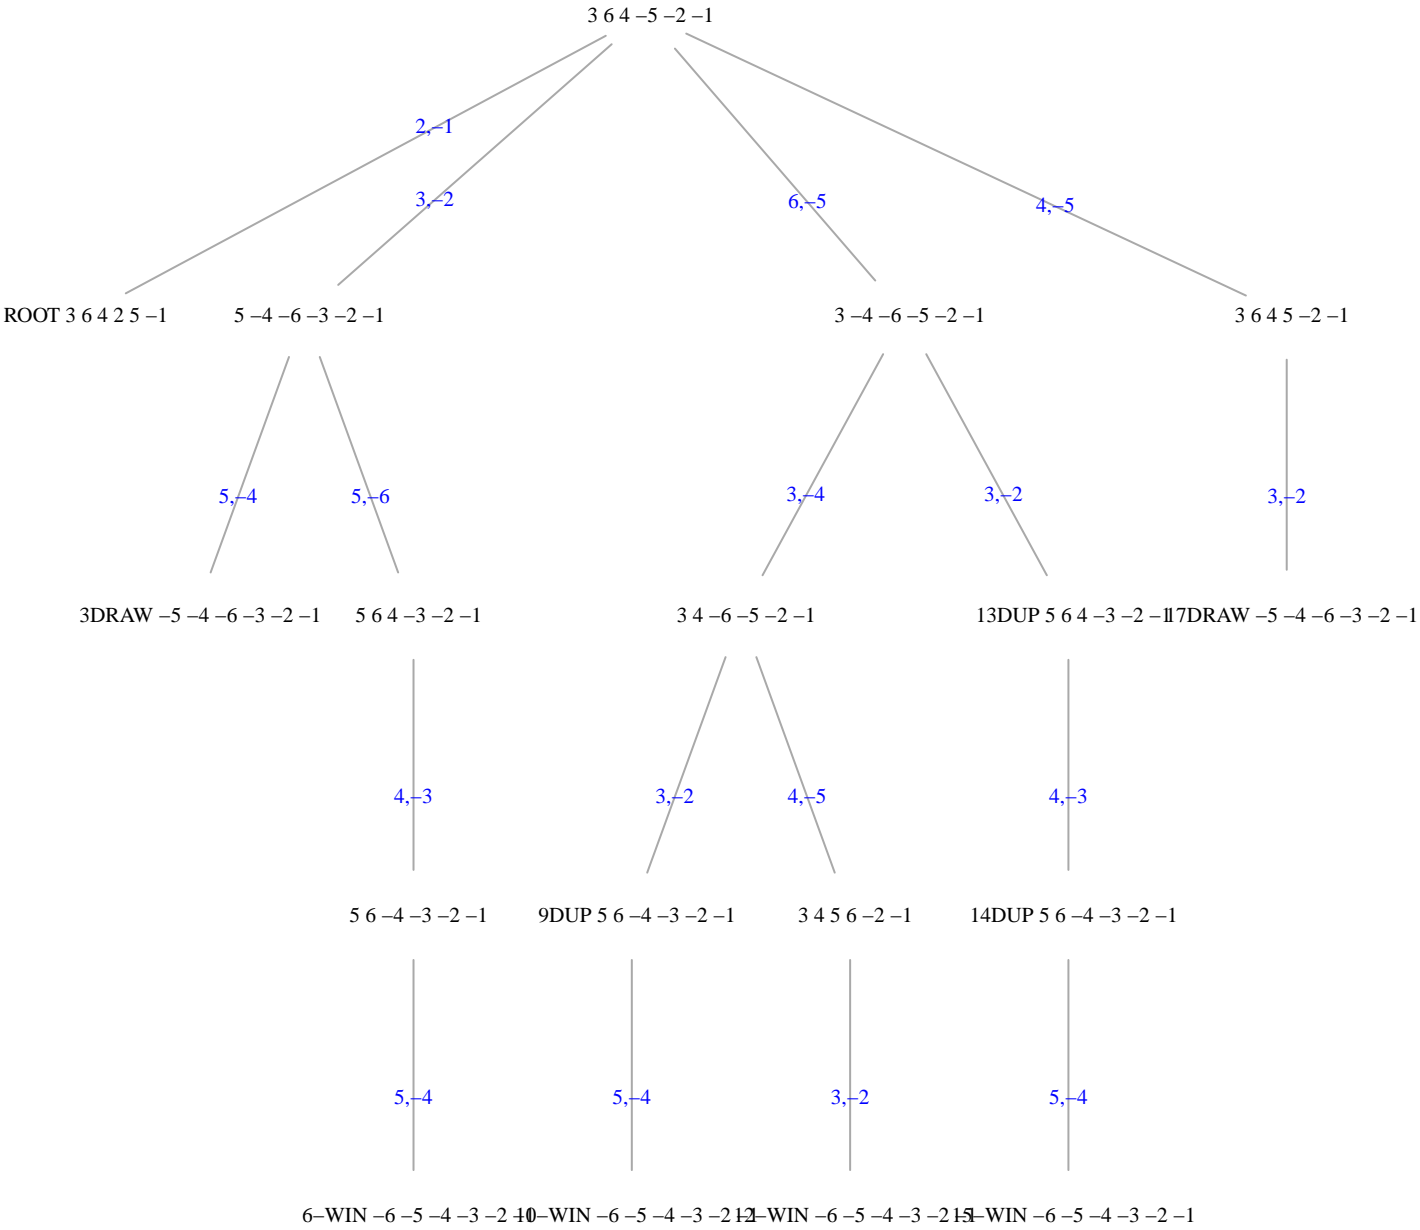 3 6 4 –5 –2 –1
2,–1
3,–2
6,–5
4,–5
ROOT 3 6 4 2 5 –1
5 –4 –6 –3 –2 –1
3 –4 –6 –5 –2 –1
3 6 4 5 –2 –1
5,–4
5,–6
3,–4
3,–2
3,–2
3DRAW –5 –4 –6 –3 –2 –1
5 6 4 –3 –2 –1
3 4 –6 –5 –2 –1
13DUP 5 6 4 –3 –2 –1
17DRAW –5 –4 –6 –3 –2 –1
4,–3
3,–2
4,–5
4,–3
5 6 –4 –3 –2 –1
9DUP 5 6 –4 –3 –2 –1
3 4 5 6 –2 –1
14DUP 5 6 –4 –3 –2 –1
5,–4
5,–4
3,–2
5,–4
6–WIN –6 –5 –4 –3 –2 –1
10–WIN –6 –5 –4 –3 –2 –1
12–WIN –6 –5 –4 –3 –2 –1
15–WIN –6 –5 –4 –3 –2 –1